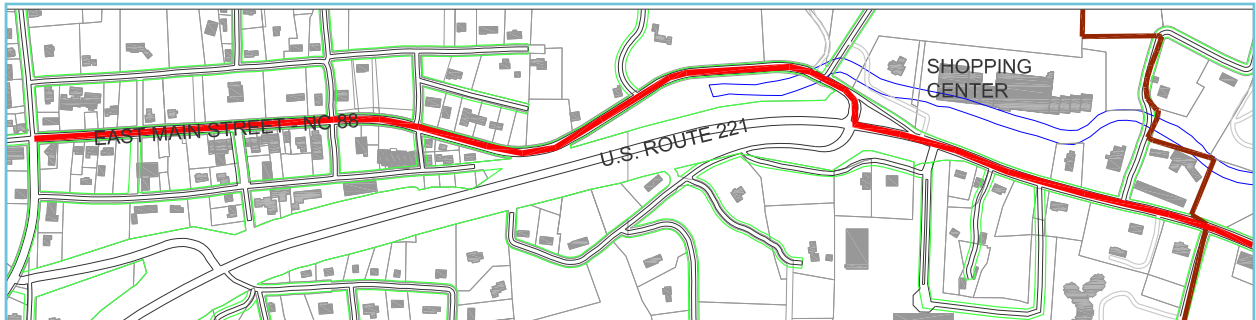 SHOPPING
CENTER
EAST MAIN STREET - NC 88
U.S. ROUTE 221